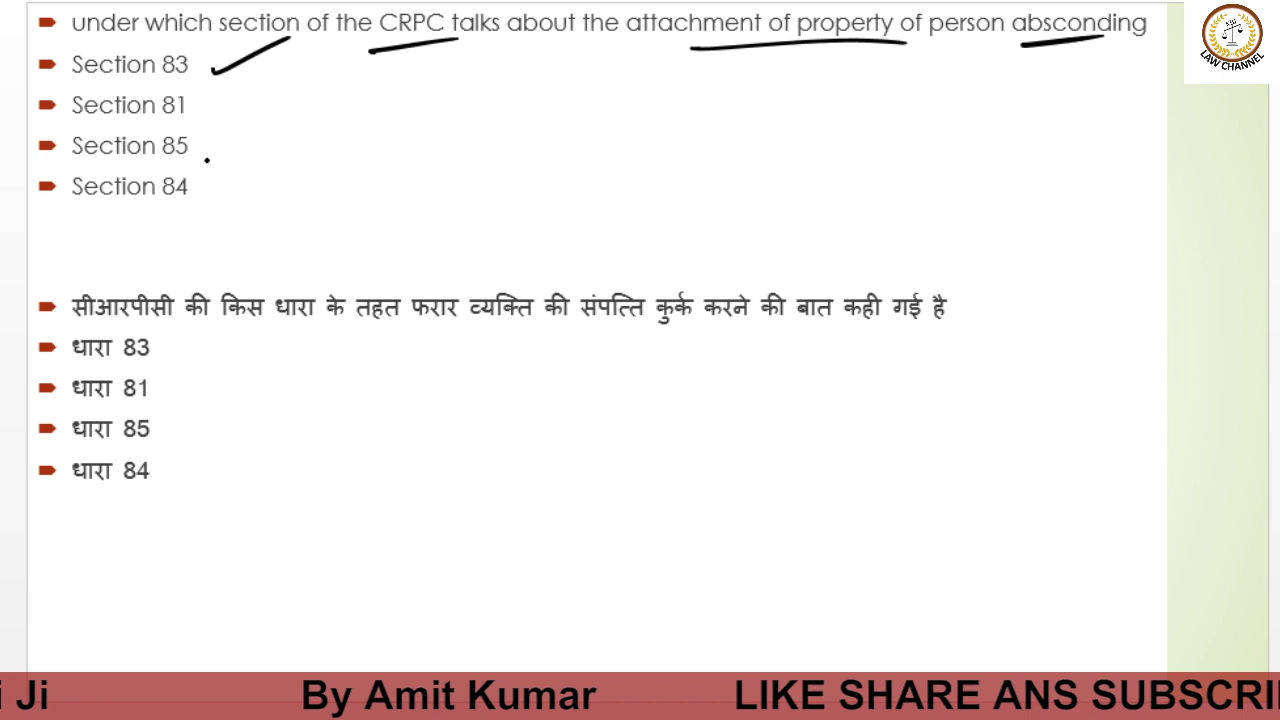 under which section of the CRPC talks about the attachment of property of person absconding
LAW CHANNEL
Section 83
Section 81
Section 85
Section 84
सीआरपीसी की किस धारा के तहत फरार व्यक्ति की संपत्ति कुर्क करने की बात कही गई है
धारा 83
धारा 81
धारा 85
धारा 84
i Ji By Amit Kumar LIKE SHARE ANS SUBSCRI